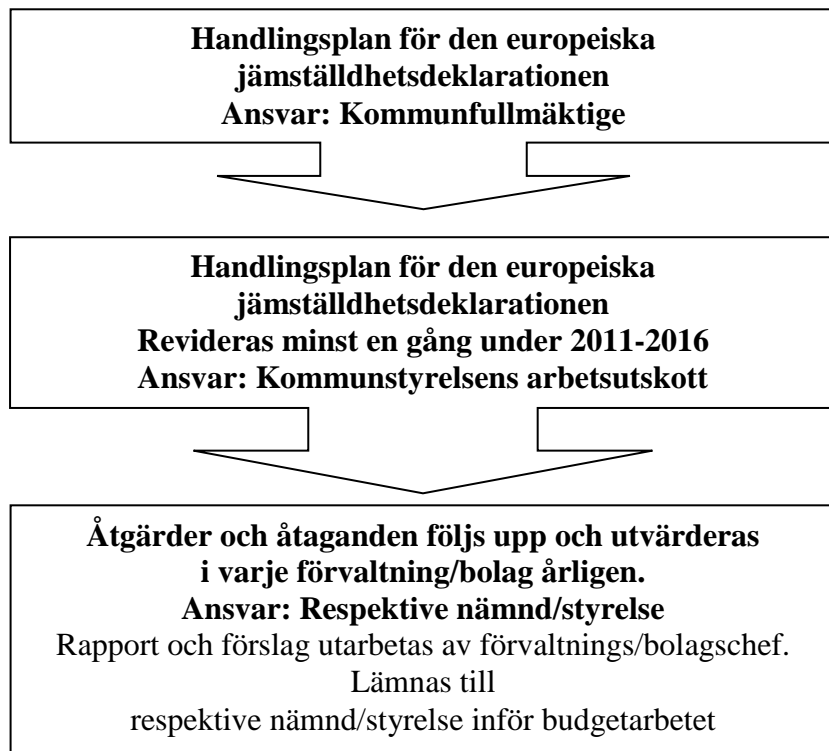 Handlingsplan för den europeiska
jämställdhetsdeklarationen
Ansvar: Kommunfullmäktige
Handlingsplan för den europeiska
jämställdhetsdeklarationen
Revideras minst en gång under 2011-2016
Ansvar: Kommunstyrelsens arbetsutskott
Åtgärder och åtaganden följs upp och utvärderas
i varje förvaltning/bolag årligen.
Ansvar: Respektive nämnd/styrelse
Rapport och förslag utarbetas av förvaltnings/bolagschef.
Lämnas till
respektive nämnd/styrelse inför budgetarbetet